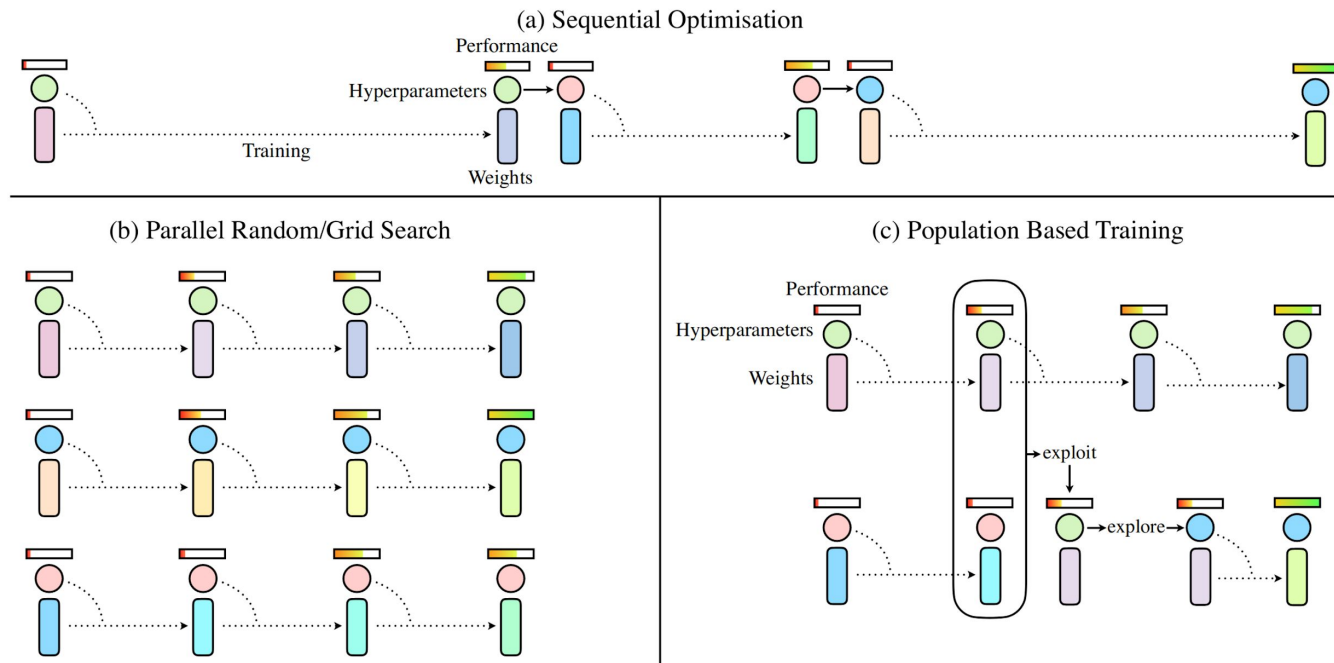 (a) Sequential Optimisation
Performance
Hyperparameters
Training
Weights
(b) Parallel Random/Grid Search
(c) Population Based Training
Performance
Hyperparameters
Weights
exploit
explore